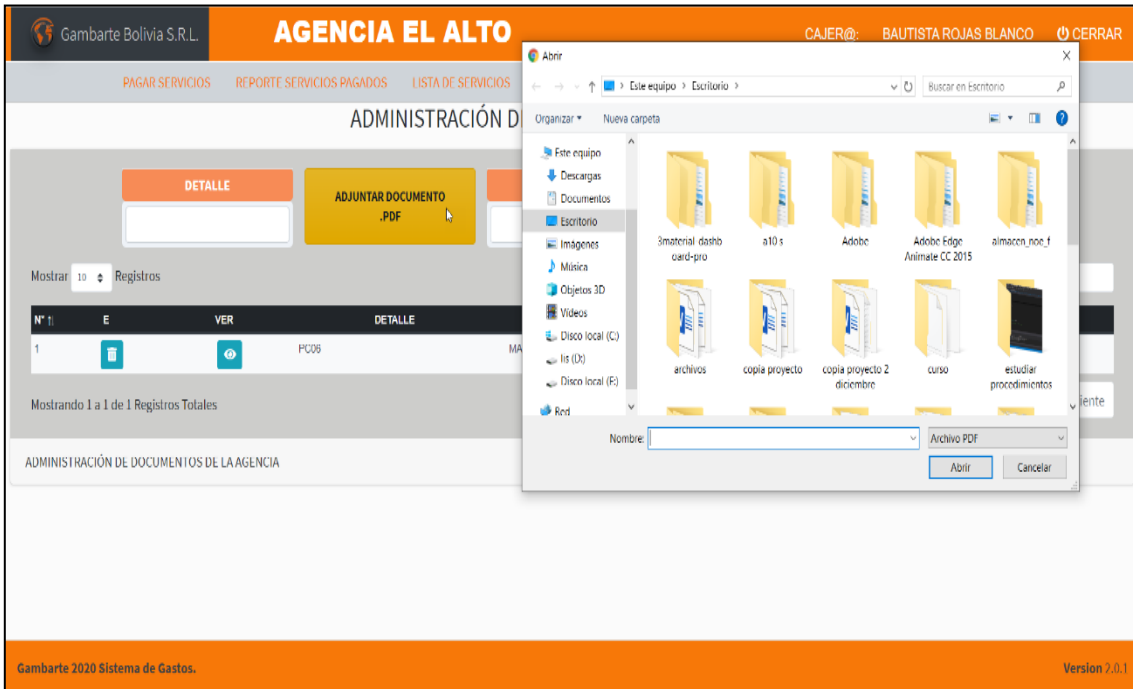 Gambarte Bolivia S.R.L.
AGENCIA EL ALTO
CAJER@: BAUTISTA ROJAS BLANCO
CERRAR
PAGAR SERVICIOS
REPORTE SERVICIOS PAGADOS
LISTA DE SERVICIOS
ADMINISTRACIÓN D
DETALLE
ADJUNTAR DOCUMENTO
.PDF
Mostrar 10 Registros
N° E VER DETALLE
1 PC06 MA
Mostrando 1 a 1 de 1 Registros Totales
iente
ADMINISTRACIÓN DE DOCUMENTOS DE LA AGENCIA
Abrir
Este equipo > Escritorio >
Buscar en Escritorio
Organizar
Nueva carpeta
Este equipo
Descargas
Documentos
Escritorio
Imágenes
Música
Objetos 3D
Vídeos
Disco local (C:)
lis (D:)
Disco local (F:)
Red
3material dashb
oard-pro
a10 s
Adobe
Adobe Edge
Animate CC 2015
almacen_noe_f
archivos
copia proyecto
copia proyecto 2
diciembre
curso
estudiar
procedimientos
Nombre:
Archivo PDF
Abrir
Cancelar
Gambarte 2020 Sistema de Gastos.
Version 2.0.1